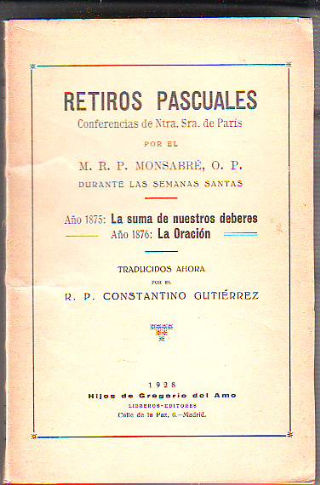 RETIROS PASCUALES
Conferencias de Ntra. Sra. de París
POR EL
M. R. P. MONSABRÉ, O. P.
DURANTE LAS SEMANAS SANTAS
Año 1875: La suma de nuestros deberes
Año 1876: La Oración
TRADUCIDOS AHORA
POR EL
R. P. CONSTANTINO GUTIÉRREZ
1928
Hijos de Gregorio del Amo
LIBREROS-EDITORES
Calle de la Paz, 6.—Madrid.